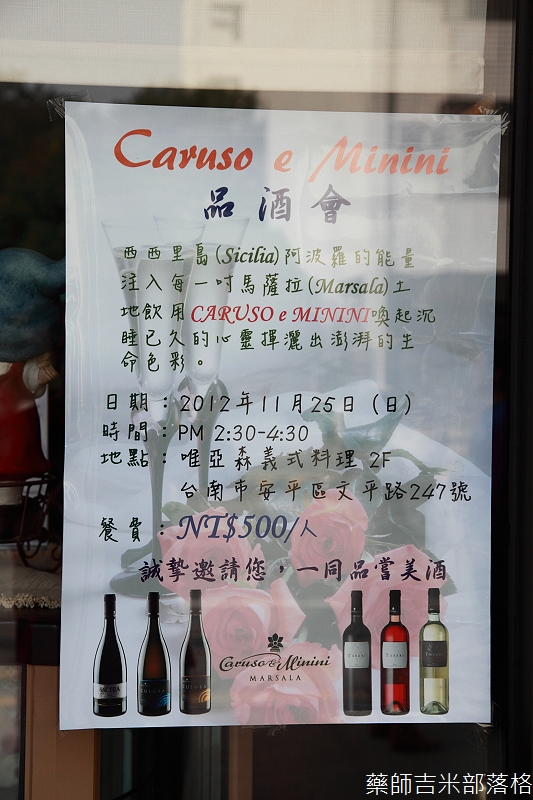 Caruso e Minini
品酒會
西西里島(Sicilia)阿波羅的能量
注入每一吋馬薩拉(Marsala)土
地飲用CARUSO e MININI喚起沉
睡已久的心靈揮灑出澎湃的生
命色彩。
日期：2012年11月25日（日）
時間：PM 2:30-4:30
地點：唯亞森義式料理 2F
台南市安平區文平路247號
餐費：NT$500/人
誠摯邀請您，一同品嘗美酒
Caruso & Minini
MARSALA
藥師吉米部落格